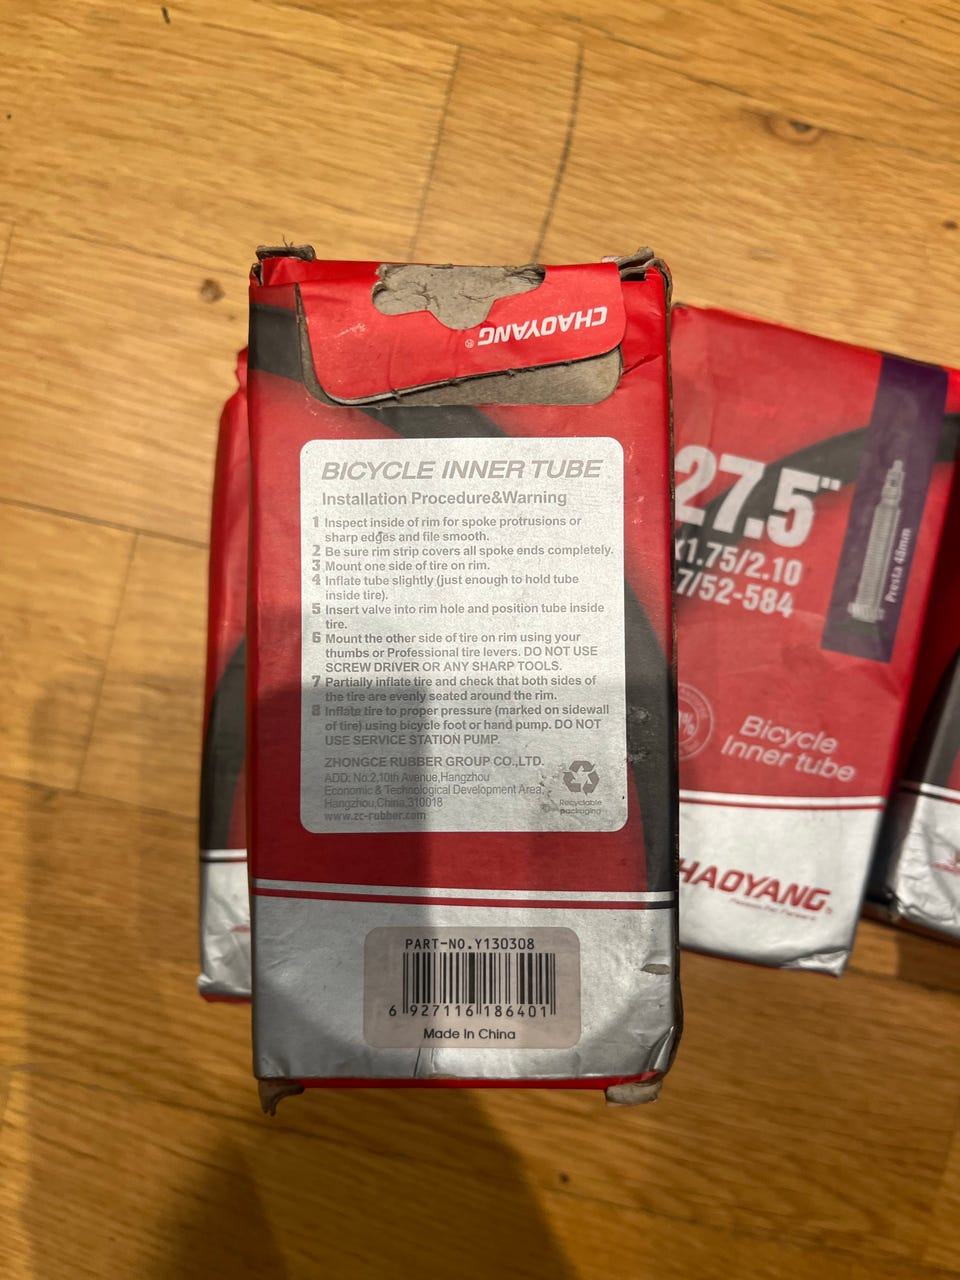 CHAOYANG®
BICYCLE INNER TUBE
Installation Procedure&Warning
1 Inspect inside of rim for spoke protrusions or
sharp edges and file smooth.
2 Be sure rim strip covers all spoke ends completely.
3 Mount one side of tire on rim.
4 Inflate tube slightly (just enough to hold tube
inside tire).
5 Insert valve into rim hole and position tube inside
tire.
6 Mount the other side of tire on rim using your
thumbs or Professional tire levers. DO NOT USE
SCREW DRIVER OR ANY SHARP TOOLS.
7 Partially inflate tire and check that both sides of
the tire are evenly seated around the rim.
8 Inflate tire to proper pressure (marked on sidewall
of tire) using bicycle foot or hand pump. DO NOT
USE SERVICE STATION PUMP.
ZHONGCE RUBBER GROUP CO.,LTD.
ADD: No.2,10th Avenue,Hangzhou
Economic & Technological Development Area,
Hangzhou,China,310018
www.zc-rubber.com
Recyclable
packaging
PART-NO.Y130308
6 927116 186401
Made In China
27.5"
x1.75/2.10
7/52-584
Presta 48mm
Bicycle
Inner tube
HAOYANG